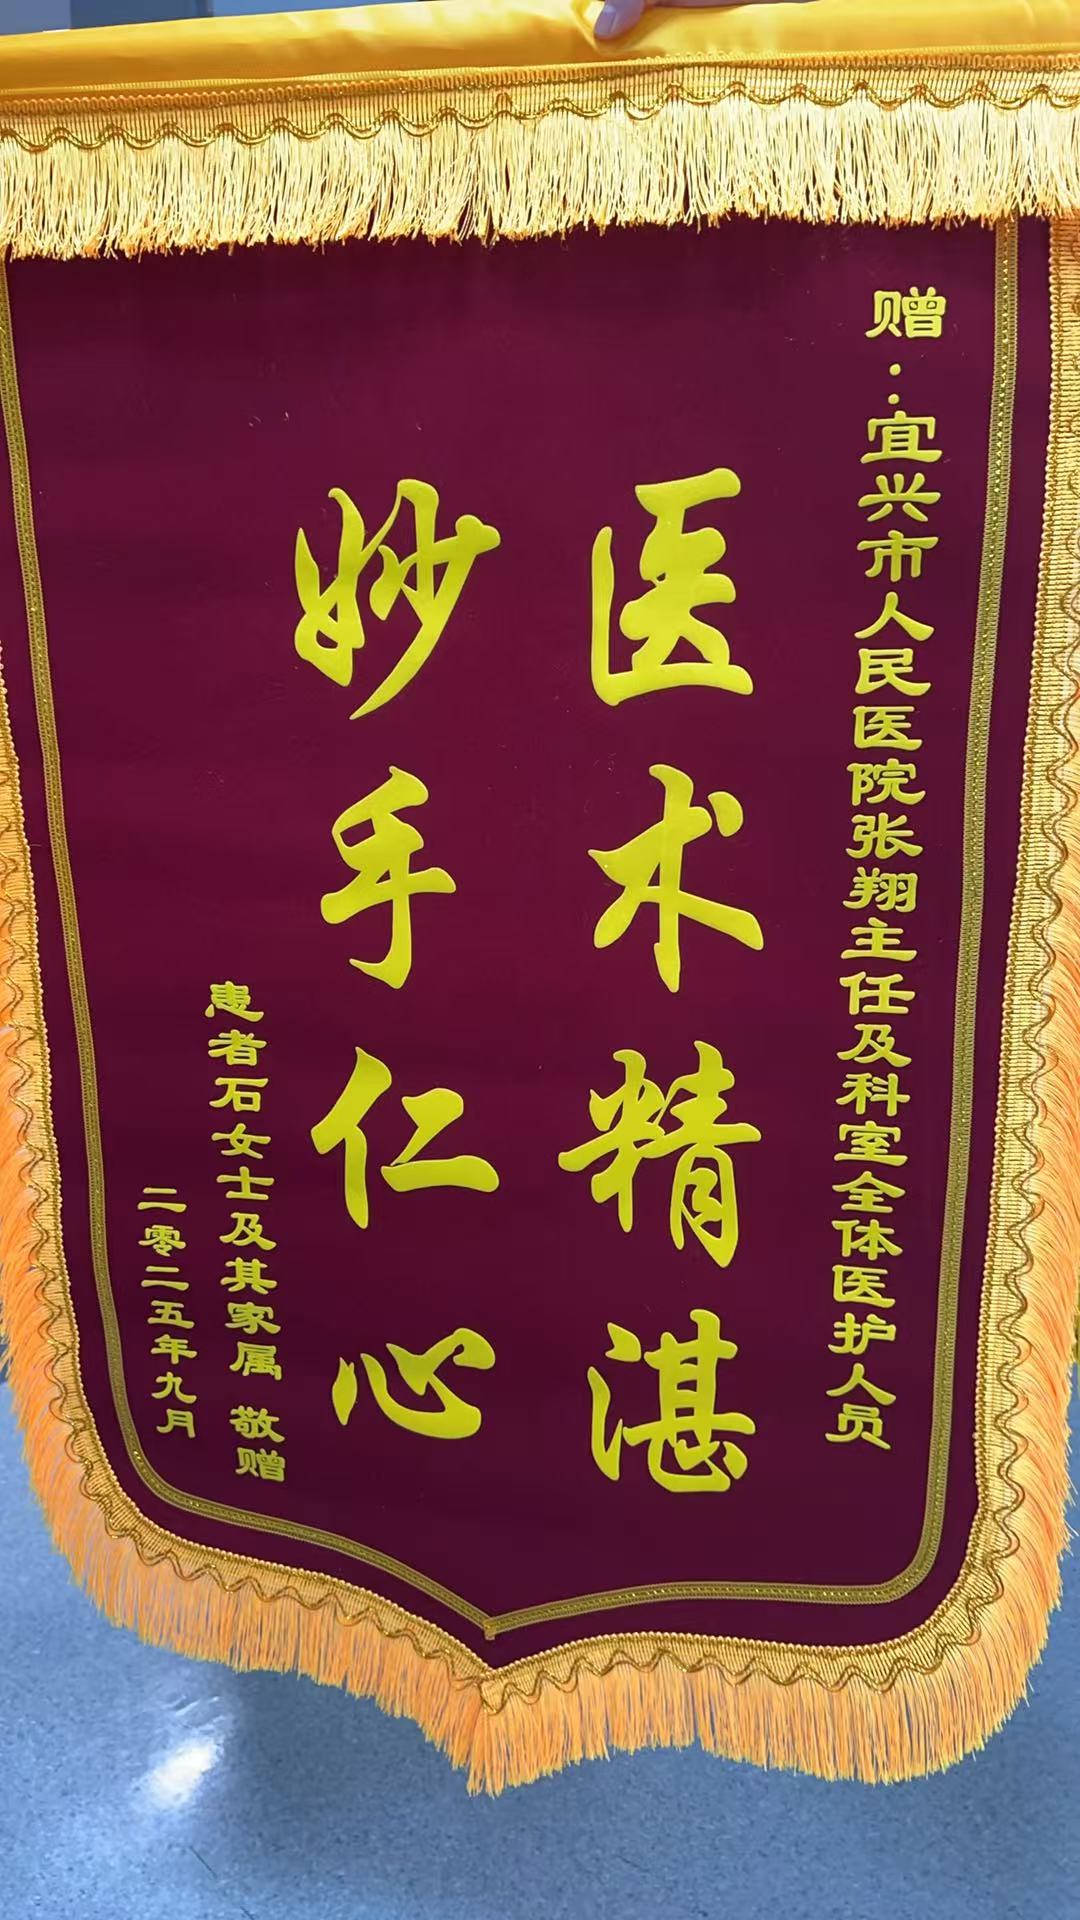 赠：宜兴市人民医院张翔主任及科室全体医护人员
医术精湛
妙手仁心
患者石女士及其家属 敬赠
二零二五年九月